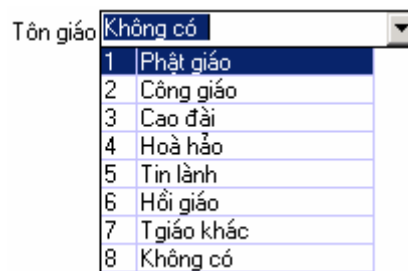 Tôn giáo Không có
1 Phật giáo
2 Công giáo
3 Cao đài
4 Hoà hảo
5 Tin lành
6 Hồi giáo
7 Tgiáo khác
8 Không có